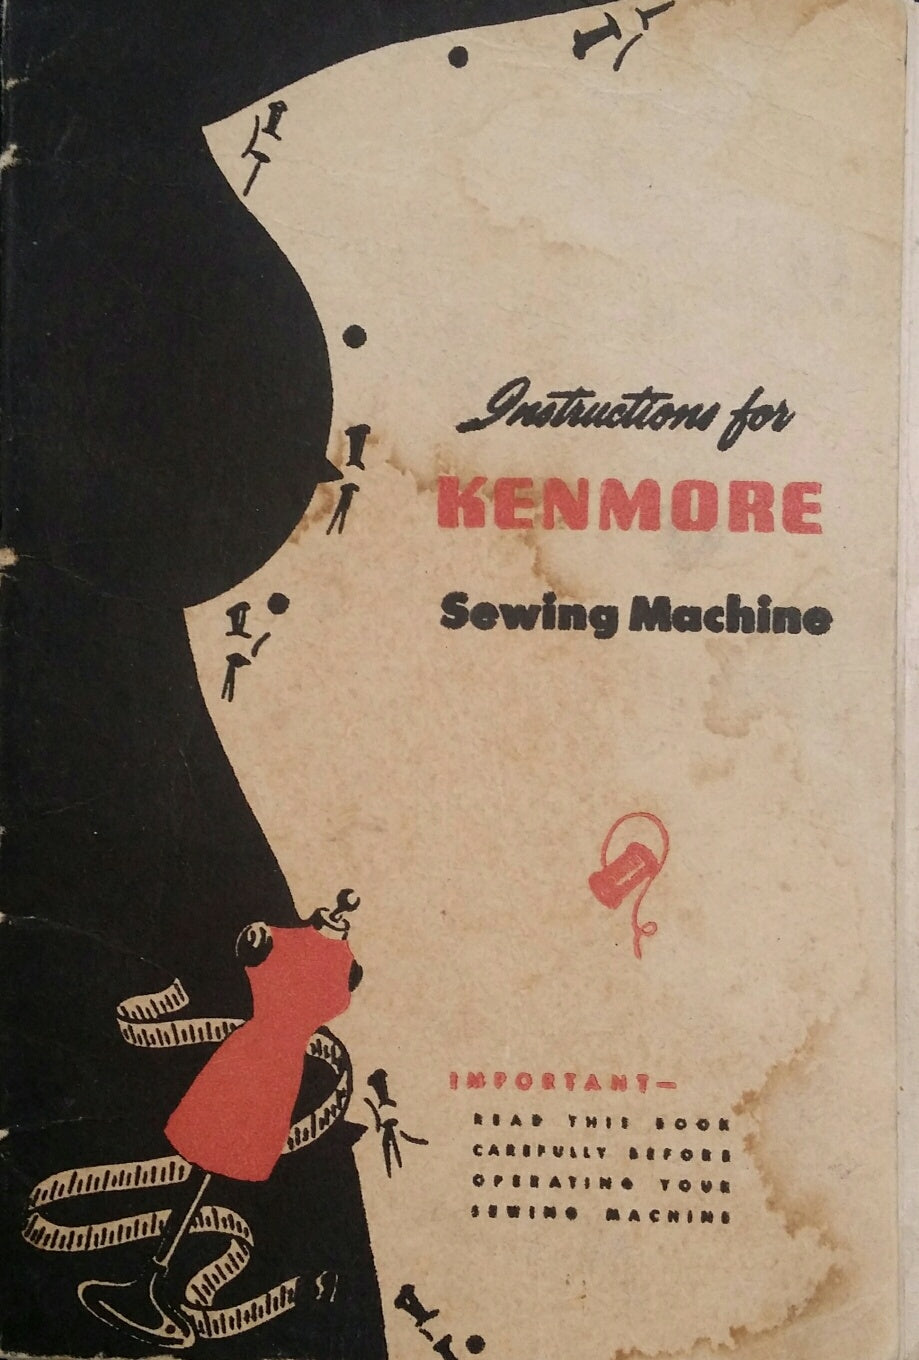 Instructions for
KENMORE
Sewing Machine
IMPORTANT—
READ THIS BOOK
CAREFULLY BEFORE
OPERATING YOUR
SEWING MACHINE